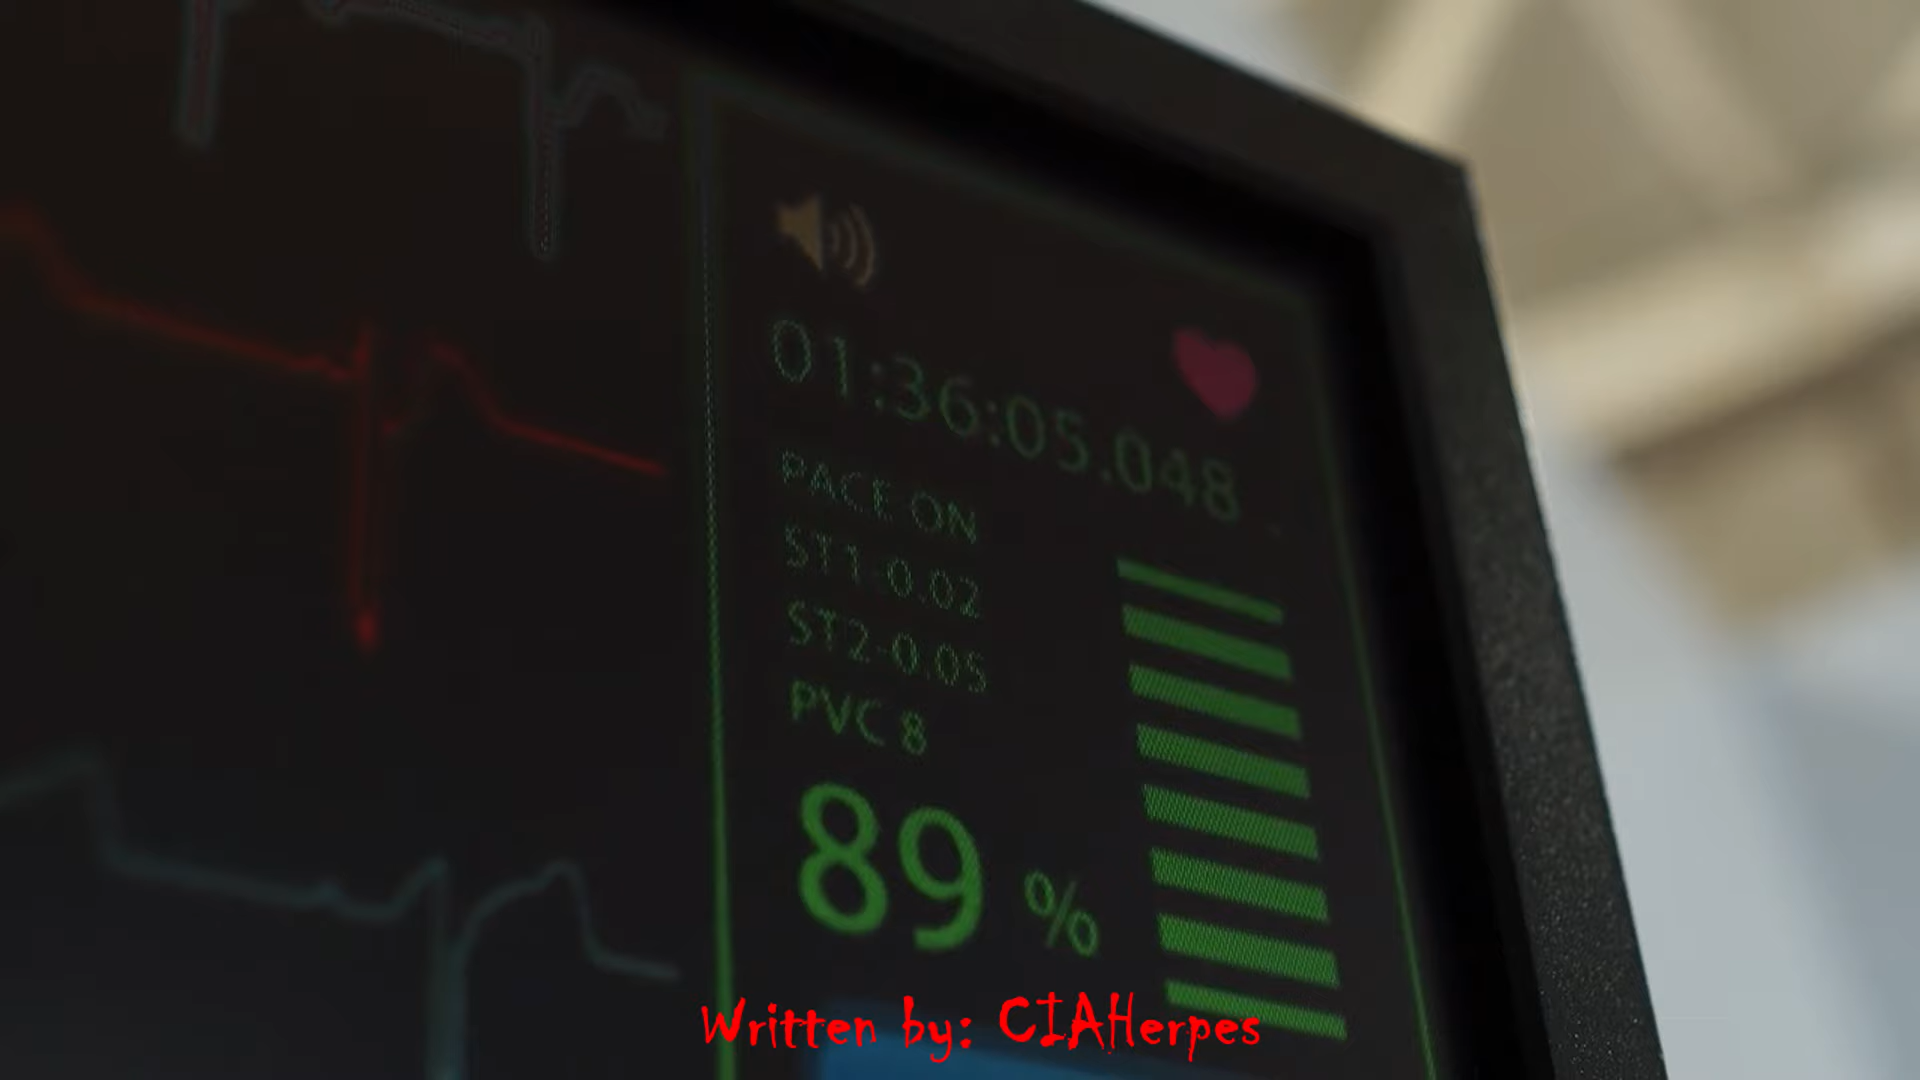 01:36:05.048
PACE ON
ST1-0.02
ST2-0.05
PVC 8
89 %
Written by: CIAHerpes